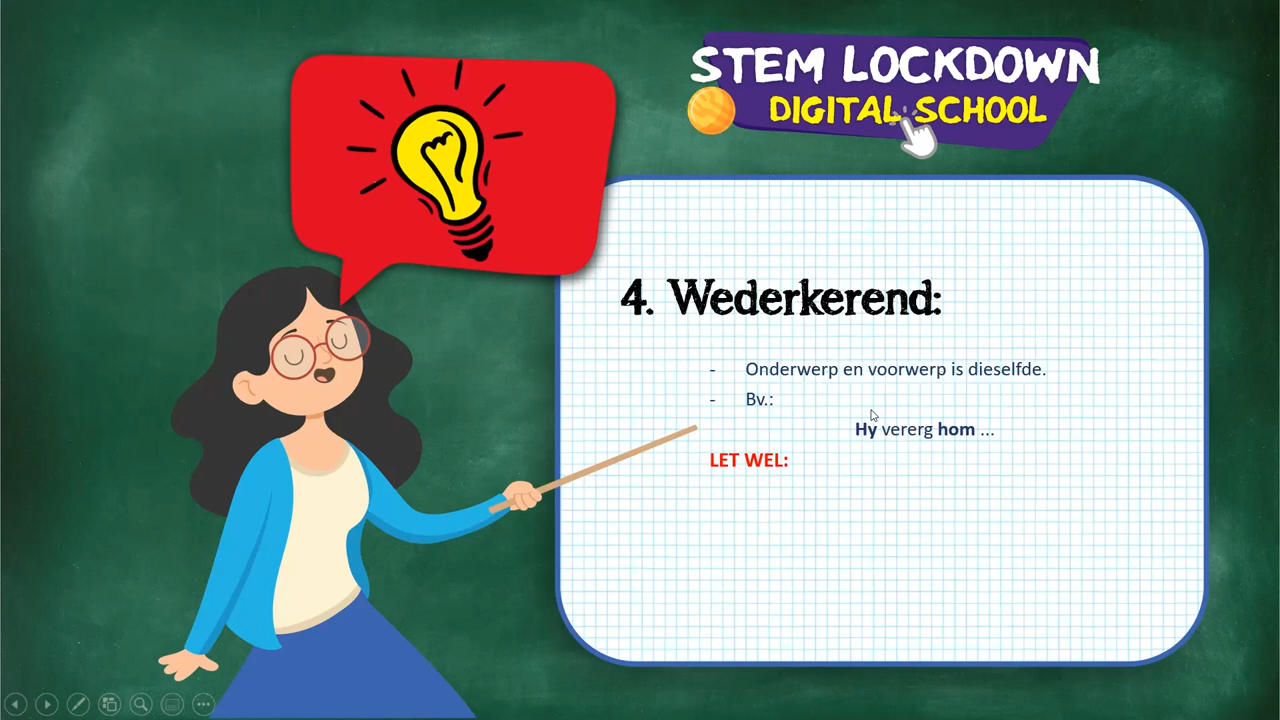 STEM LOCKDOWN
DIGITAL SCHOOL
4. Wederkerend:
- Onderwerp en voorwerp is dieselfde.
- Bv.:
Hy vererg hom ...
LET WEL: